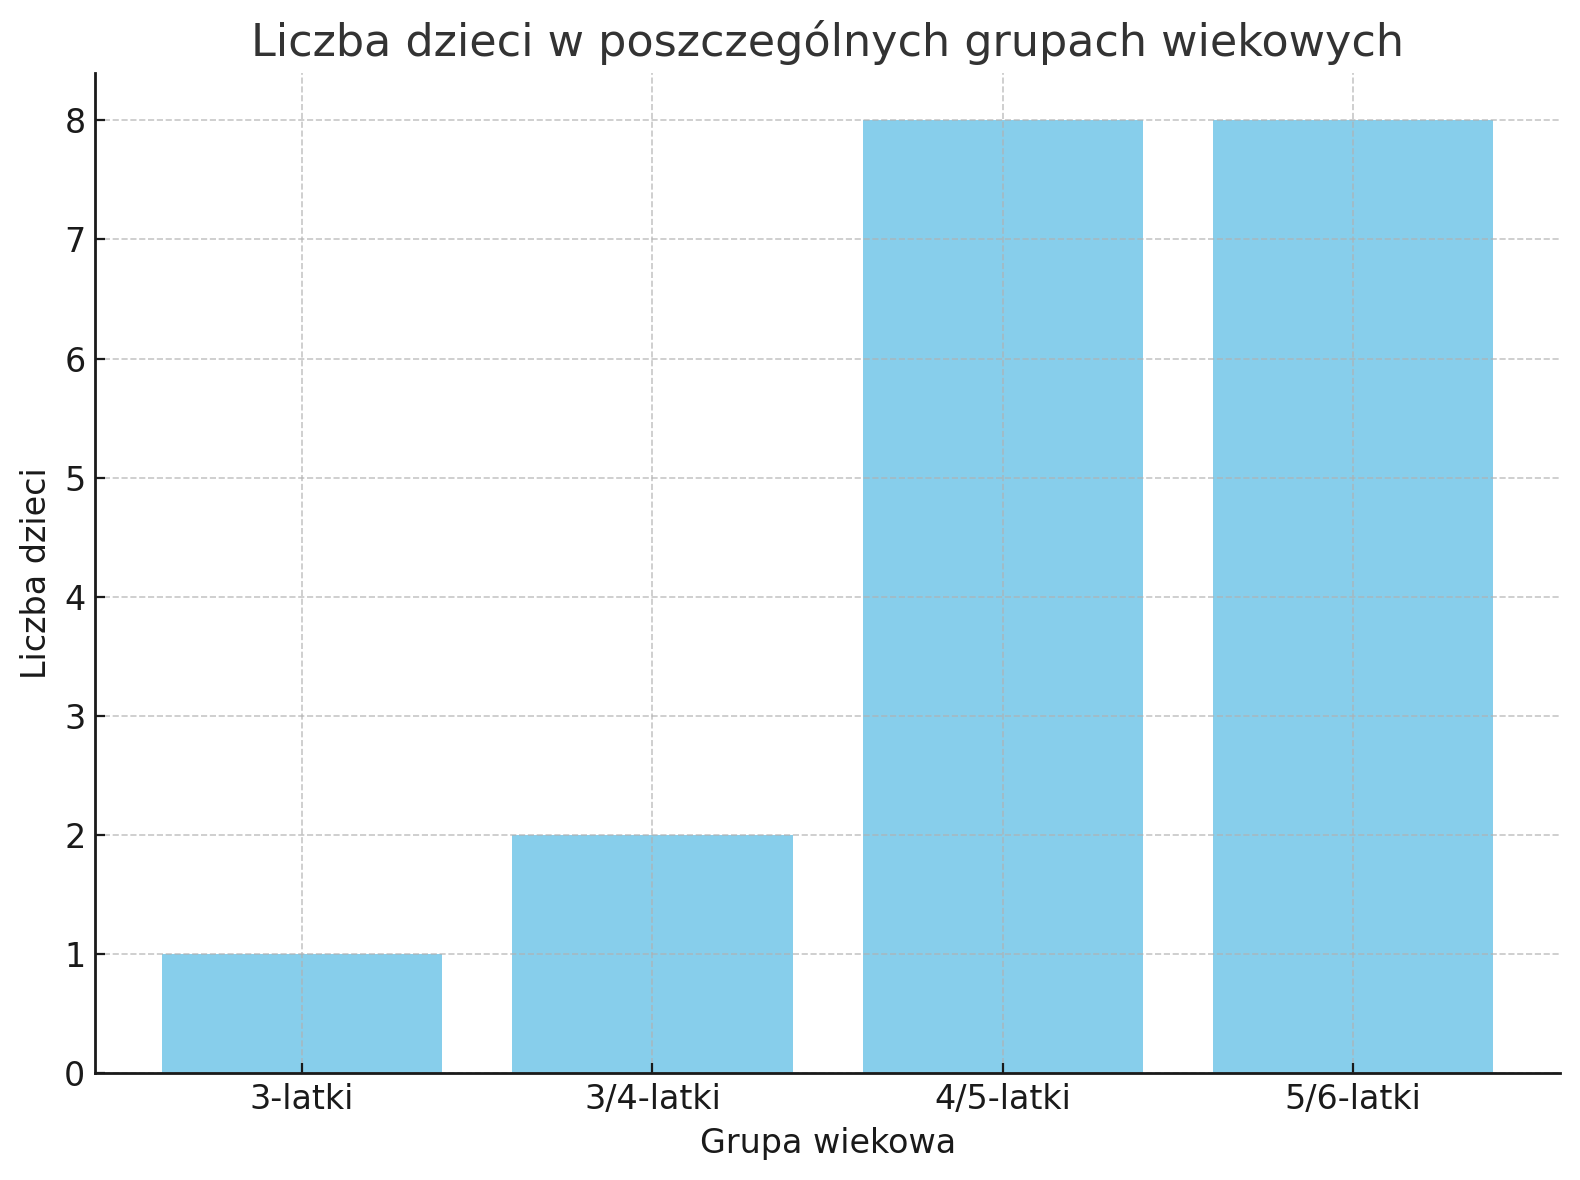 Liczba dzieci w poszczególnych grupach wiekowych
8
7
6
5
4
3
2
1
0
Liczba dzieci
3-latki 3/4-latki 4/5-latki 5/6-latki
Grupa wiekowa